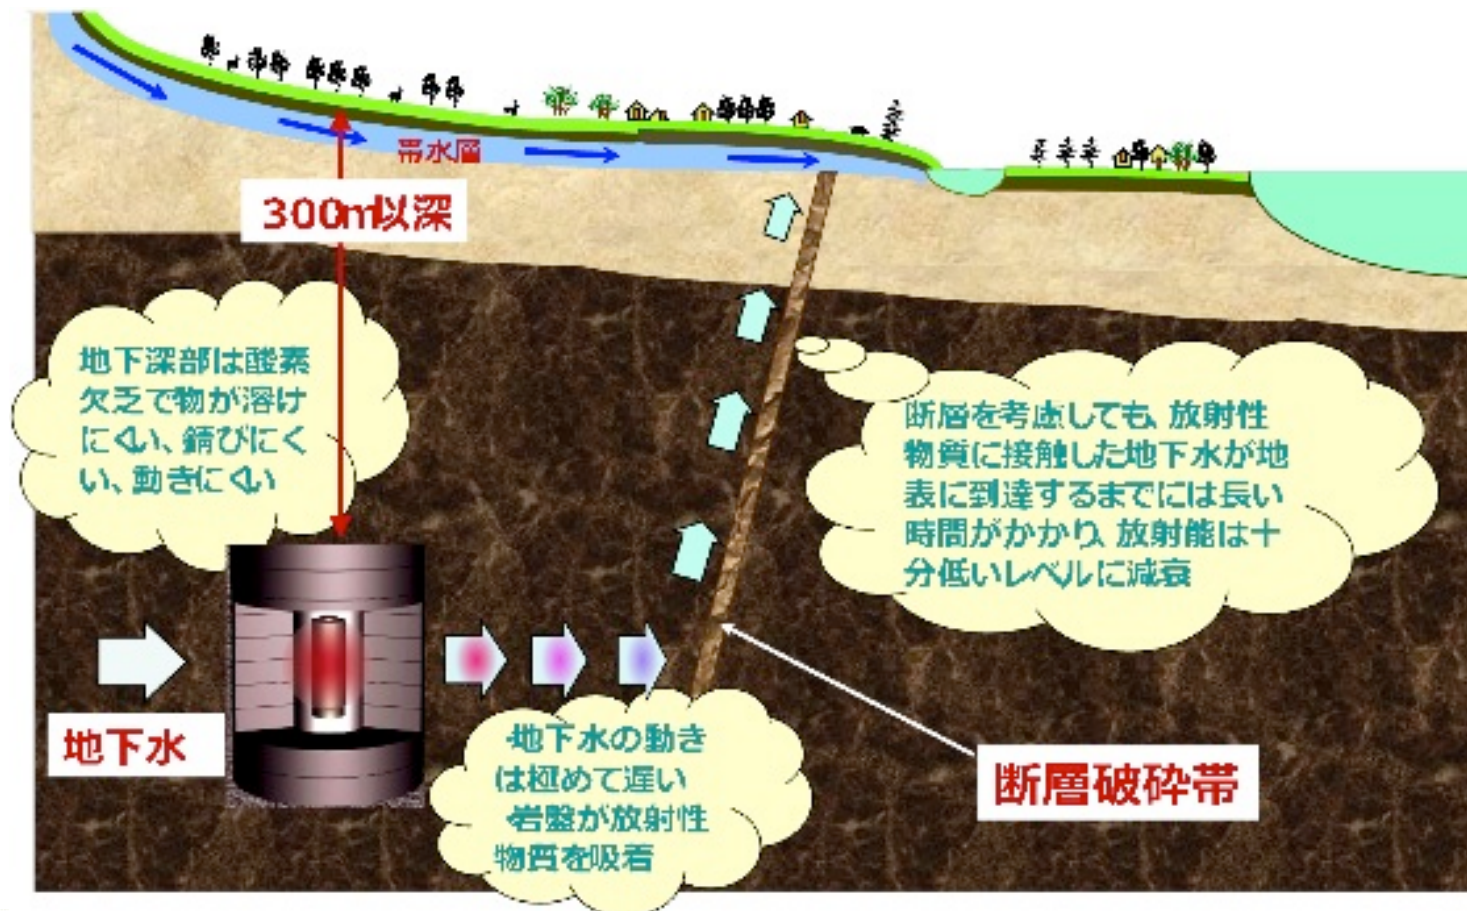 帯水層
300m以深
地下深部は酸素
欠乏で物が溶け
にくい、錆びにく
い、動きにくい
断層を考慮しても、放射性
物質に接触した地下水が地
表に到達するまでには長い
時間がかかり、放射能は十
分低いレベルに減衰
地下水
・地下水の動き
は極めて遅い
・岩盤が放射性
物質を吸着
断層破砕帯